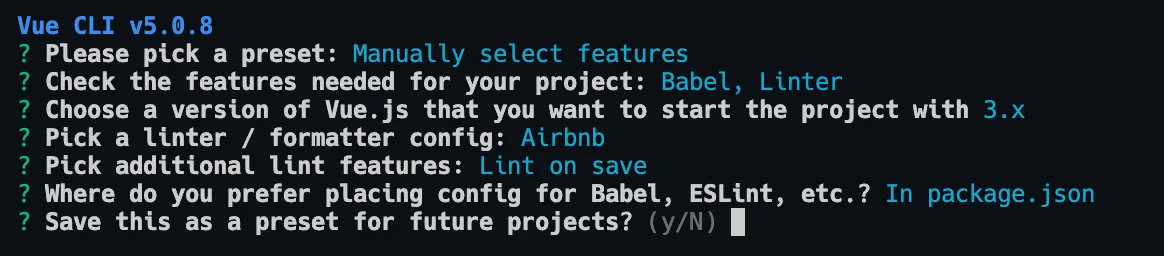 Vue CLI v5.0.8
? Please pick a preset: Manually select features
? Check the features needed for your project: Babel, Linter
? Choose a version of Vue.js that you want to start the project with 3.x
? Pick a linter / formatter config: Airbnb
? Pick additional lint features: Lint on save
? Where do you prefer placing config for Babel, ESLint, etc.? In package.json
? Save this as a preset for future projects? (y/N)